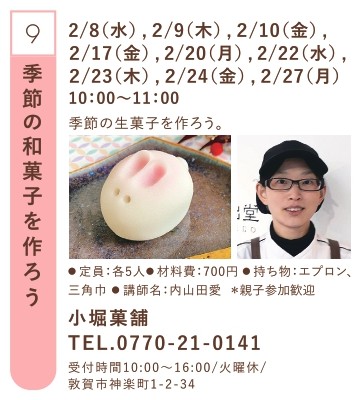 9
季節の和菓子を作ろう
2/8(水) , 2/9(木) , 2/10(金) ,
2/17(金) , 2/20(月) , 2/22(水) ,
2/23(木) , 2/24(金) , 2/27(月)
10:00〜11:00
季節の生菓子を作ろう。
●定員:各5人●材料費:700円 ●持ち物:エプロン、
三角巾 ●講師名:内山田愛 *親子参加歓迎
小堀菓舗
TEL.0770-21-0141
受付時間10:00〜16:00/火曜休/
敦賀市神楽町1-2-34